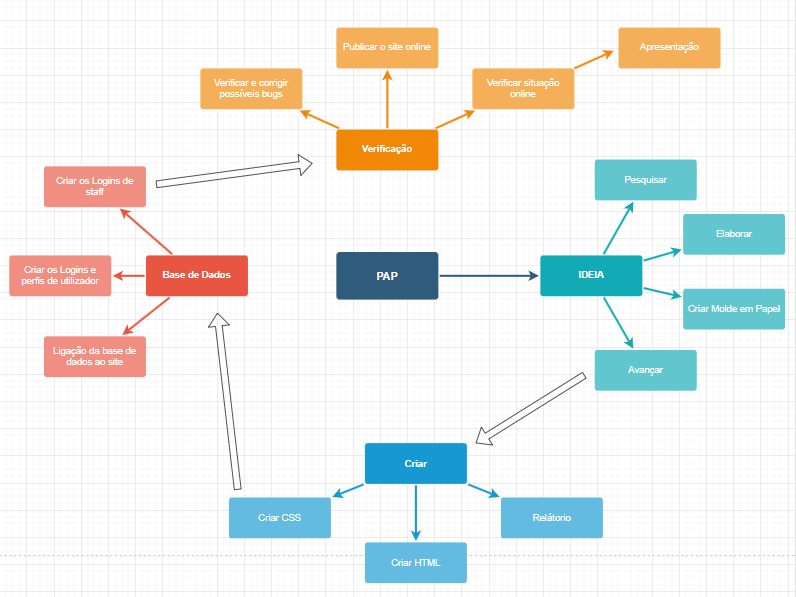 Publicar o site online
Apresentação
Verificar e corrigir
possíveis bugs
Verificar situação
online
Verificação
Criar os Logins de
staff
Pesquisar
Elaborar
Criar os Logins e
perfis de utilizador
Base de Dados
PAP
IDEIA
Criar Molde em Papel
Ligação da base de
dados ao site
Avançar
Criar
Criar CSS
Relátorio
Criar HTML